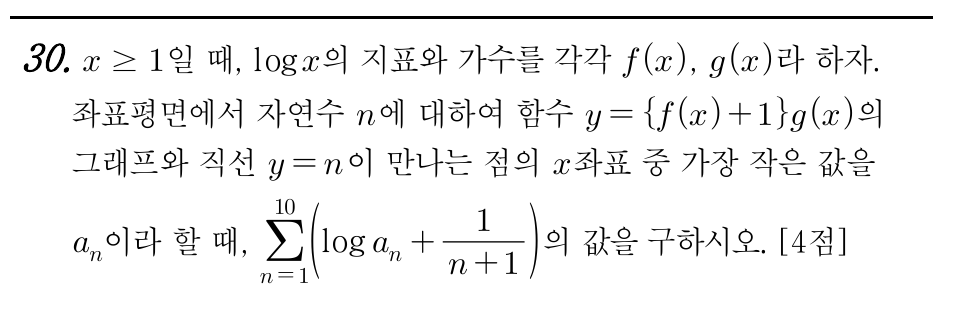 30. x ≥ 1일 때, log x의 지표와 가수를 각각 f(x), g(x)라 하자.
좌표평면에서 자연수 n에 대하여 함수 y = {f(x)+1}g(x)의
그래프와 직선 y = n이 만나는 점의 x좌표 중 가장 작은 값을
aₙ이라 할 때, ∑_{n=1}^{10} (log aₙ + 1/(n+1))의 값을 구하시오. [4점]